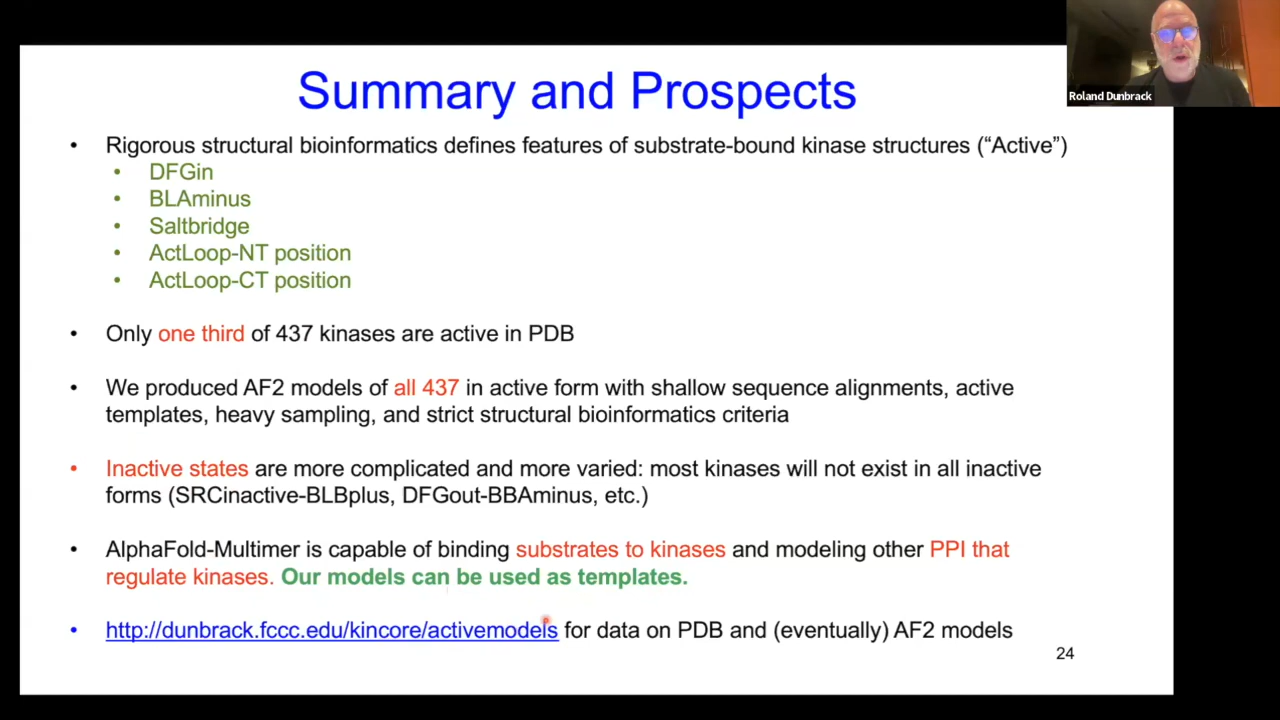 Summary and Prospects
Roland Dunbrack
• Rigorous structural bioinformatics defines features of substrate-bound kinase structures (“Active”)
• DFGin
• BLAminus
• Saltbridge
• ActLoop-NT position
• ActLoop-CT position
• Only one third of 437 kinases are active in PDB
• We produced AF2 models of all 437 in active form with shallow sequence alignments, active
templates, heavy sampling, and strict structural bioinformatics criteria
• Inactive states are more complicated and more varied: most kinases will not exist in all inactive
forms (SRCinactive-BLBplus, DFGout-BBAminus, etc.)
• AlphaFold-Multimer is capable of binding substrates to kinases and modeling other PPI that
regulate kinases. Our models can be used as templates.
• http://dunbrack.fccc.edu/kincore/activemodels for data on PDB and (eventually) AF2 models
24